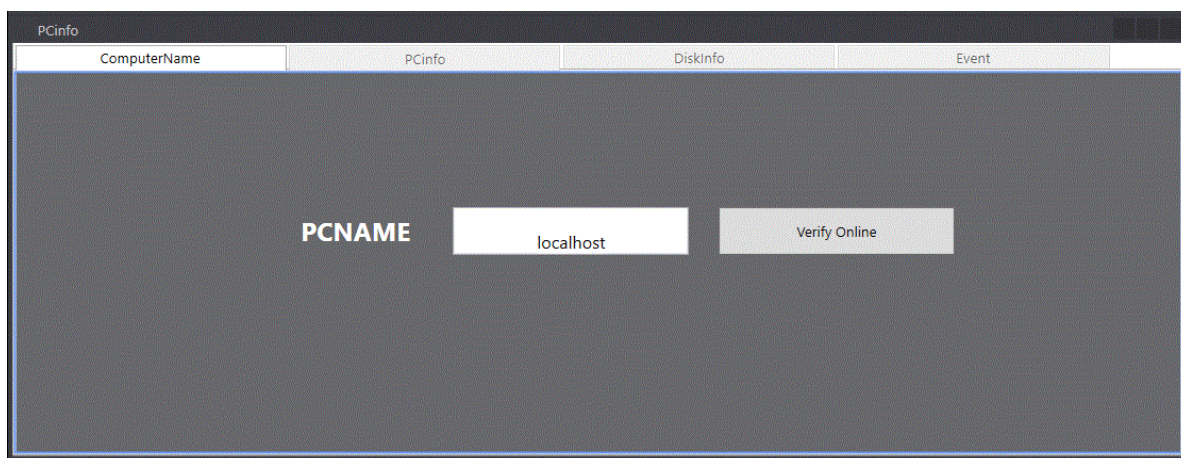 PCinfo
ComputerName PCinfo DiskInfo Event
PCNAME localhost Verify Online